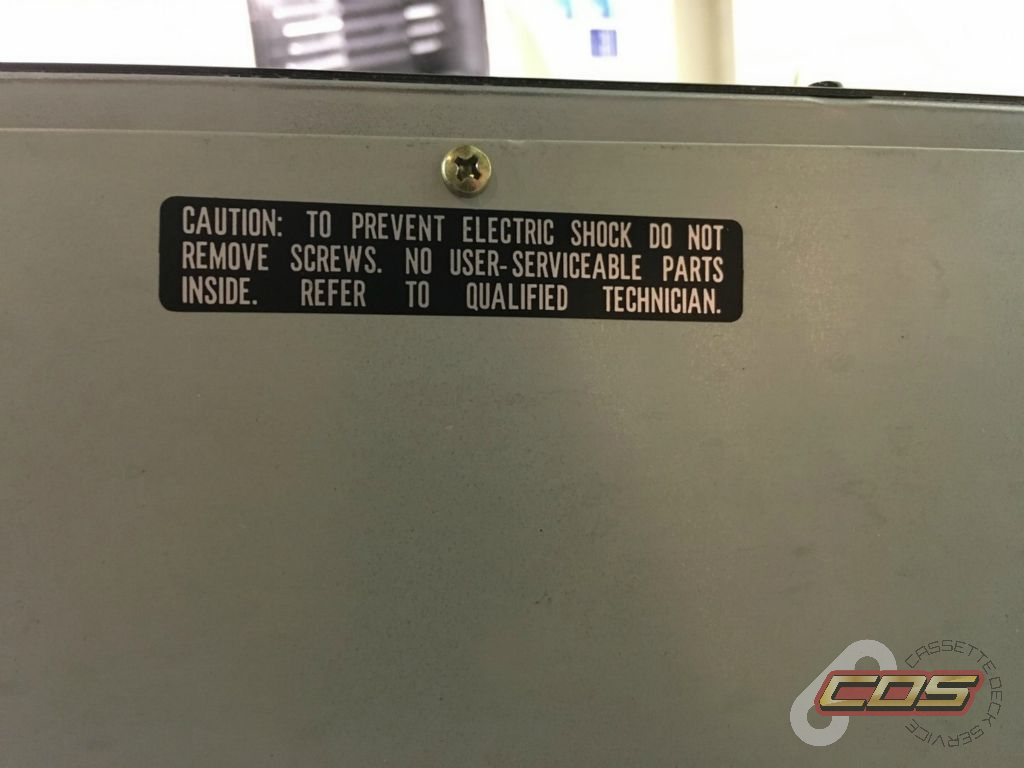 CAUTION: TO PREVENT ELECTRIC SHOCK DO NOT
REMOVE SCREWS. NO USER-SERVICEABLE PARTS
INSIDE. REFER TO QUALIFIED TECHNICIAN.
CASSETTE DECK SERVICE
CDS